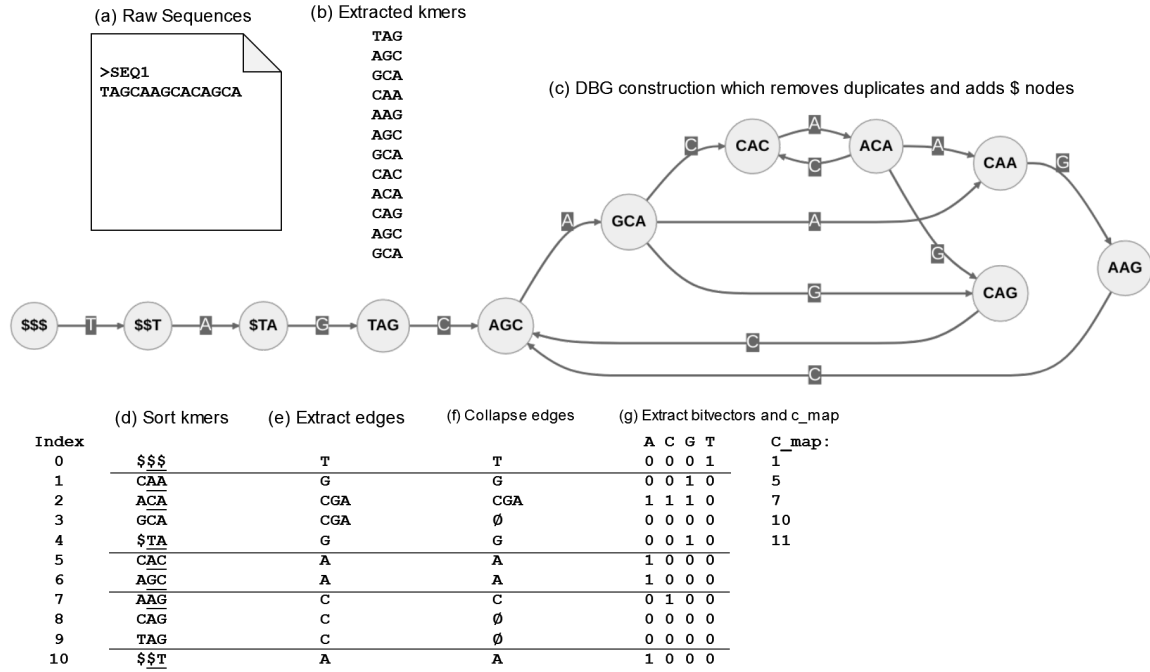 (a) Raw Sequences
>SEQ1
TAGCAAGCACAGCA
(b) Extracted kmers
TAG
AGC
GCA
CAA
AAG
AGC
GCA
CAC
ACA
CAG
AGC
GCA
(c) DBG construction which removes duplicates and adds $ nodes
A
C CAC ACA A CAA G
C
A GCA A
G AAG
G CAG
$$$ T $$T A $TA G TAG C AGC
C
C
(d) Sort kmers (e) Extract edges (f) Collapse edges (g) Extract bitvectors and c_map
Index A C G T C_map:
0 $$$ T T 0 0 0 1 1
1 CAA G G 0 0 1 0 5
2 ACA CGA CGA 1 1 1 0 7
3 GCA CGA Ø 0 0 0 0 10
4 $TA G G 0 0 1 0 11
5 CAC A A 1 0 0 0
6 AGC A A 1 0 0 0
7 AAG C C 0 1 0 0
8 CAG C Ø 0 0 0 0
9 TAG C Ø 0 0 0 0
10 $$T A A 1 0 0 0